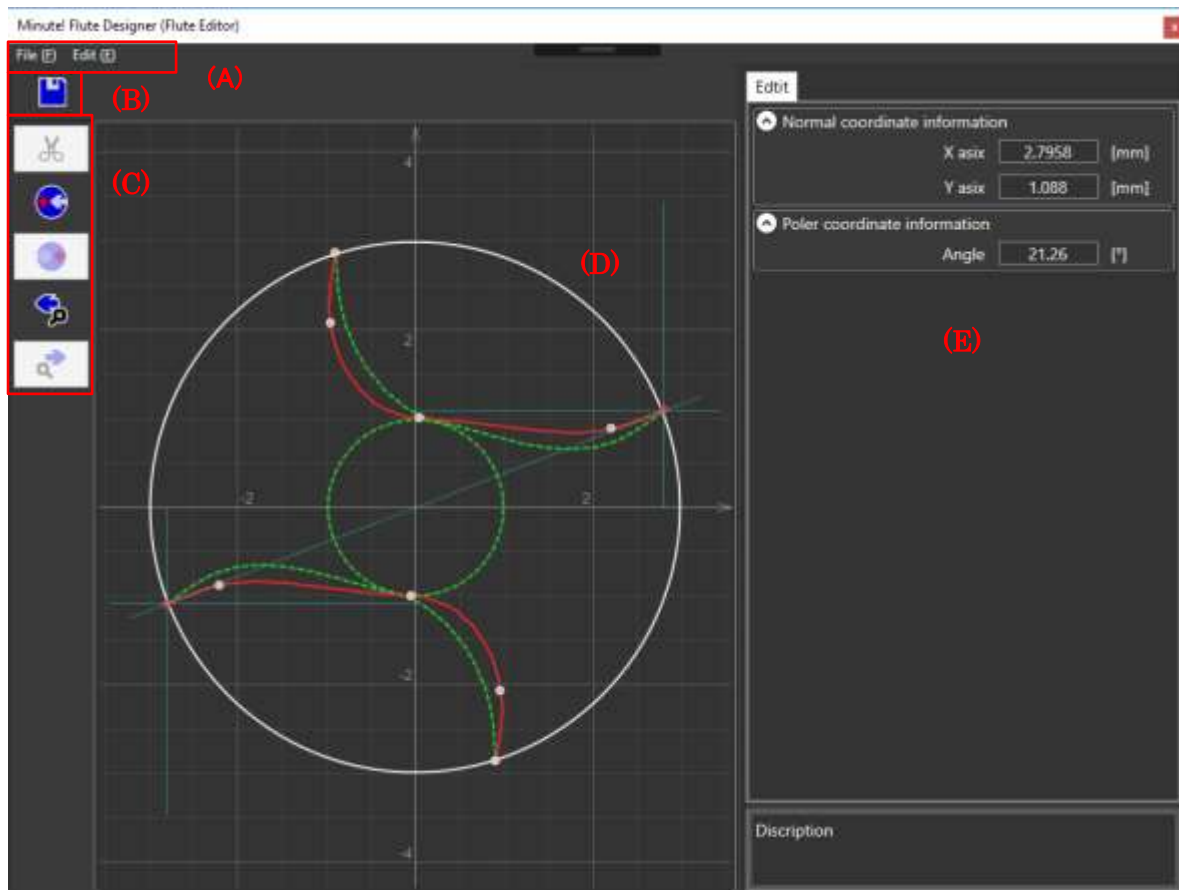 Minute! Flute Designer (Flute Editor)
x
File (F) Edit (E)
(A)
(B)
(C)
(D)
(E)
4
2
-2
2
-2
-4
Edtit
Normal coordinate information
X asix 2.7958 [mm]
Y asix 1.088 [mm]
Poler coordinate information
Angle 21.26 [°]
Discription